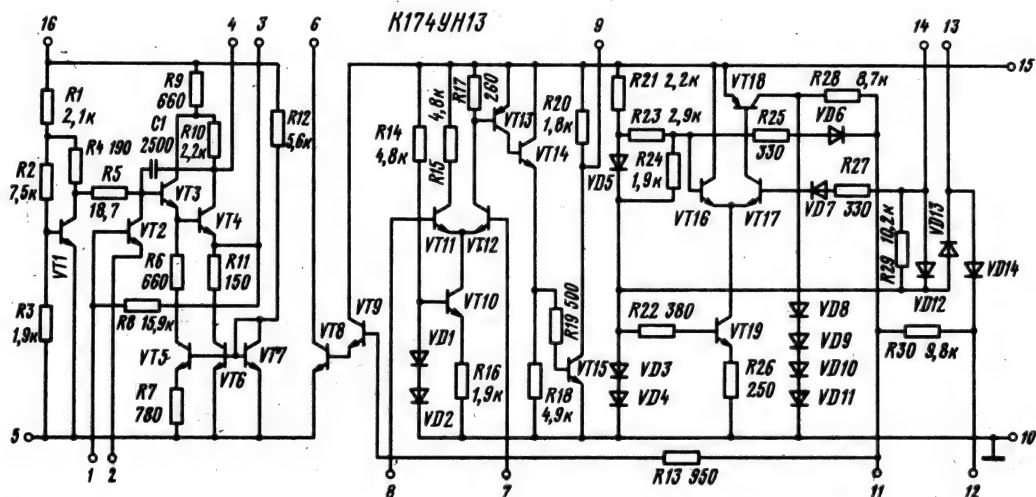 К174УН13
16
4
3
6
9
14
13
15
R1
2,1к
R9
660
C1
2500
R10
2,2к
R12
5,6к
R4 190
R2
7,5к
R5
18,7
VT3
VT4
VT2
VT1
R6
660
R11
150
R3
1,9к
R8 15,9к
VT5
VT6
VT7
R7
780
VT8
VT9
5
1
2
R14
4,8к
4,8к
R15
R17
260
VT13
VT14
R20
1,8к
VT11
VT12
VT10
VD1
VD2
R16
1,9к
R18
4,9к
R19 500
VT15
8
7
R13 950
R21 2,2к
R23 2,9к
R24
1,9к
VD5
VT16
VT17
VT18
R25
330
R28 8,7к
VD6
R27
330
VD7
R29 10,2к
VD13
VD12
VD14
R22 380
VT19
VD3
VD4
R26
250
VD8
VD9
VD10
VD11
R30 9,8к
10
11
12